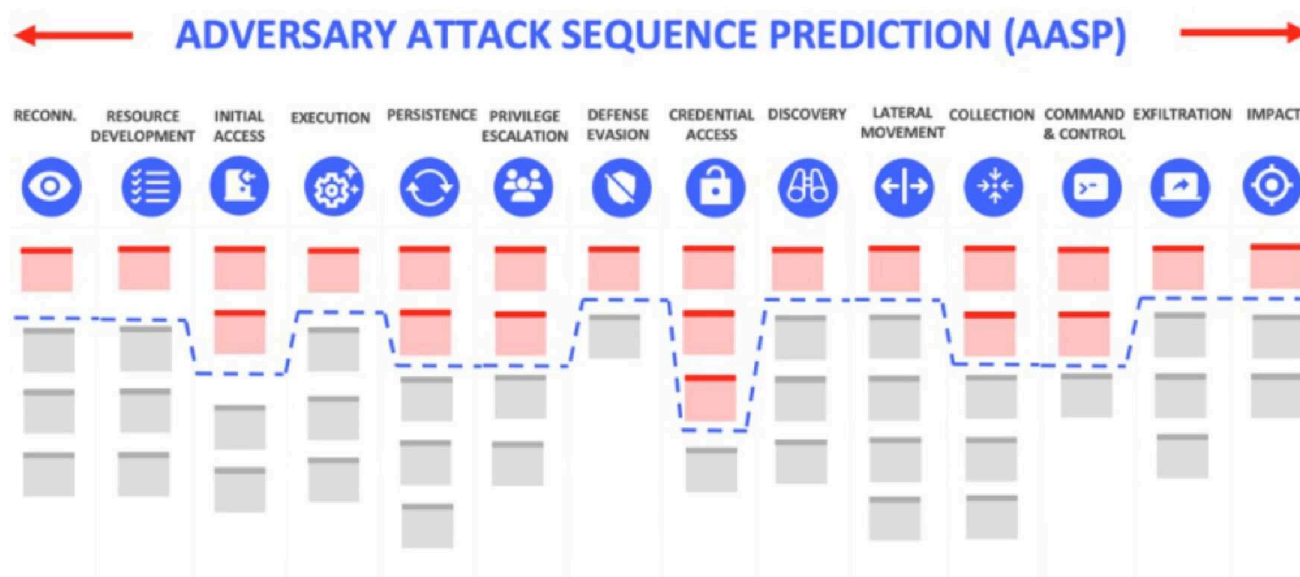 ADVERSARY ATTACK SEQUENCE PREDICTION (AASP)
RECONN.
RESOURCE
DEVELOPMENT
INITIAL
ACCESS
EXECUTION
PERSISTENCE
PRIVILEGE
ESCALATION
DEFENSE
EVASION
CREDENTIAL
ACCESS
DISCOVERY
LATERAL
MOVEMENT
COLLECTION
COMMAND
& CONTROL
EXFILTRATION
IMPACT